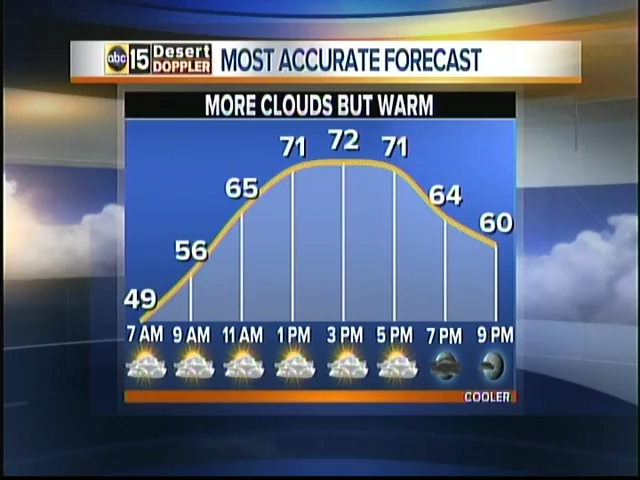 abc 15 Desert DOPPLER MOST ACCURATE FORECAST
MORE CLOUDS BUT WARM
49 56 65 71 72 71 64 60
7 AM 9 AM 11 AM 1 PM 3 PM 5 PM 7 PM 9 PM
COOLER